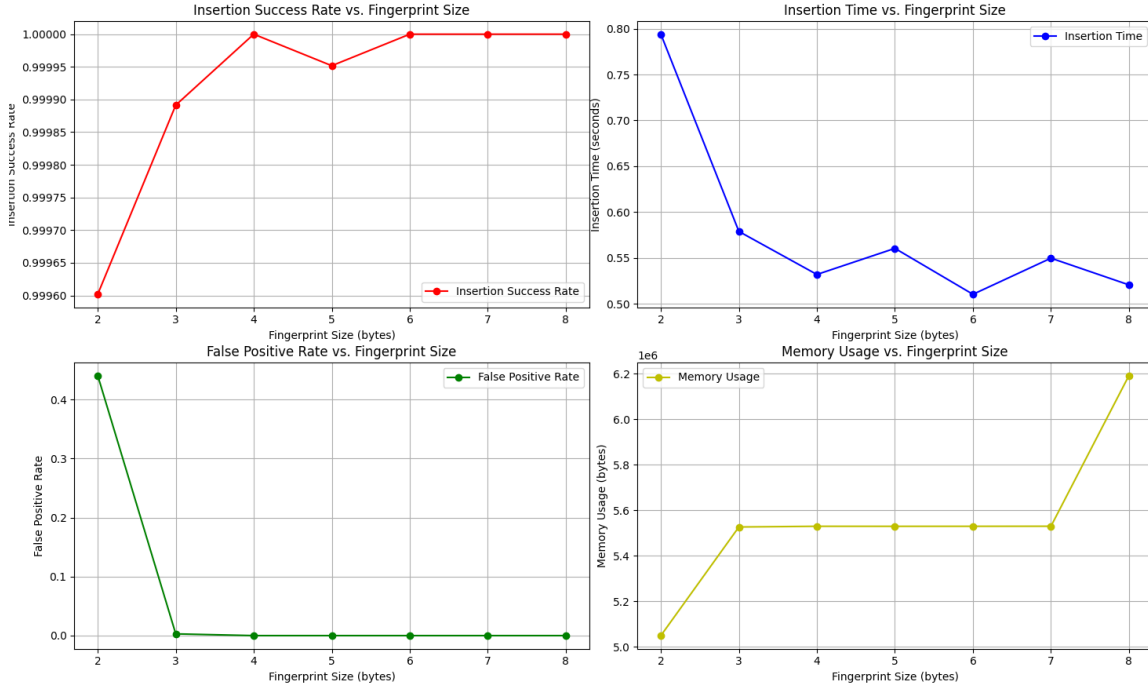 Insertion Success Rate vs. Fingerprint Size
1.00000
0.99995
0.99990
0.99985
0.99980
0.99975
0.99970
0.99965
0.99960
Insertion Success Rate
Insertion Success Rate
2 3 4 5 6 7 8
Fingerprint Size (bytes)
Insertion Time vs. Fingerprint Size
0.80
0.75
0.70
0.65
0.60
0.55
0.50
Insertion Time (seconds)
Insertion Time
2 3 4 5 6 7 8
Fingerprint Size (bytes)
False Positive Rate vs. Fingerprint Size
0.4
0.3
0.2
0.1
0.0
False Positive Rate
False Positive Rate
2 3 4 5 6 7 8
Fingerprint Size (bytes)
Memory Usage vs. Fingerprint Size
1e6
6.2
6.0
5.8
5.6
5.4
5.2
5.0
Memory Usage (bytes)
Memory Usage
2 3 4 5 6 7 8
Fingerprint Size (bytes)